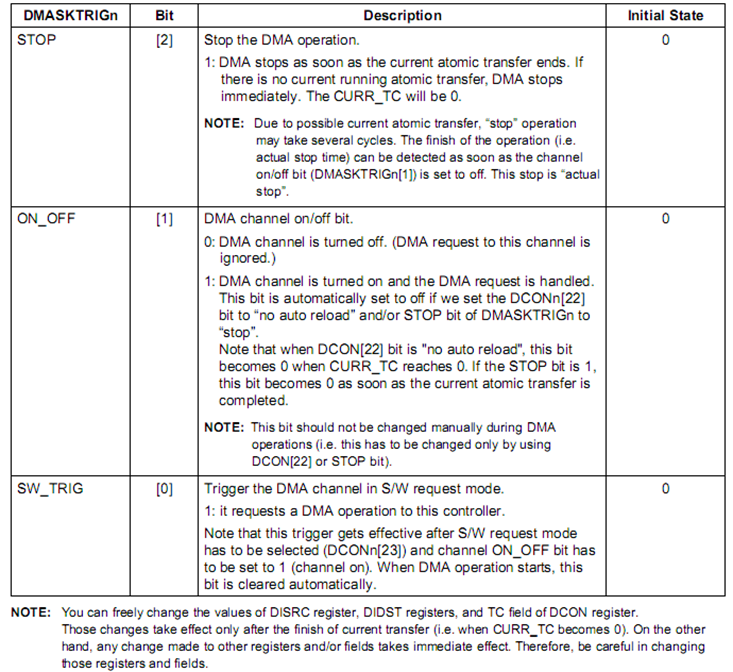 DMASKTRIGn Bit Description Initial State
STOP [2] Stop the DMA operation. 0
1: DMA stops as soon as the current atomic transfer ends. If
there is no current running atomic transfer, DMA stops
immediately. The CURR_TC will be 0.
NOTE: Due to possible current atomic transfer, “stop” operation
may take several cycles. The finish of the operation (i.e.
actual stop time) can be detected as soon as the channel
on/off bit (DMASKTRIGn[1]) is set to off. This stop is “actual
stop”.
ON_OFF [1] DMA channel on/off bit. 0
0: DMA channel is turned off. (DMA request to this channel is
ignored.)
1: DMA channel is turned on and the DMA request is handled.
This bit is automatically set to off if we set the DCONn[22]
bit to “no auto reload” and/or STOP bit of DMASKTRIGn to
“stop”.
Note that when DCON[22] bit is "no auto reload", this bit
becomes 0 when CURR_TC reaches 0. If the STOP bit is 1,
this bit becomes 0 as soon as the current atomic transfer is
completed.
NOTE: This bit should not be changed manually during DMA
operations (i.e. this has to be changed only by using
DCON[22] or STOP bit).
SW_TRIG [0] Trigger the DMA channel in S/W request mode. 0
1: it requests a DMA operation to this controller.
Note that this trigger gets effective after S/W request mode
has to be selected (DCONn[23]) and channel ON_OFF bit has
to be set to 1 (channel on). When DMA operation starts, this
bit is cleared automatically.
NOTE: You can freely change the values of DISRC register, DIDST registers, and TC field of DCON register.
Those changes take effect only after the finish of current transfer (i.e. when CURR_TC becomes 0). On the other
hand, any change made to other registers and/or fields takes immediate effect. Therefore, be careful in changing
those registers and fields.